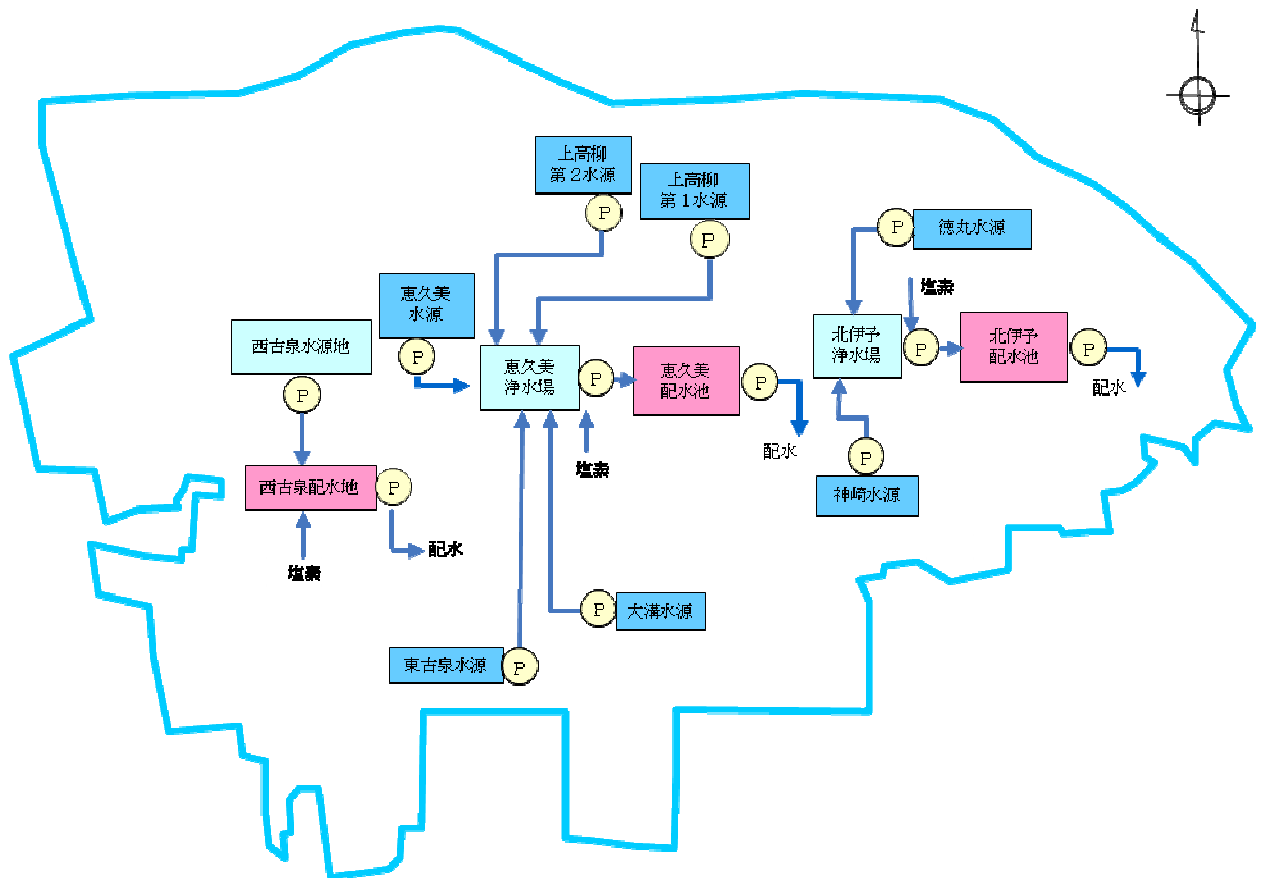 上高柳
第２水源
P
上高柳
第１水源
P
P
徳丸水源
恵久美
水源
P
塩素
西古泉水源地
P
恵久美
浄水場
P
恵久美
配水池
P
配水
塩素
北伊予
浄水場
P
北伊予
配水池
P
配水
P
神崎水源
西古泉配水地
P
塩素
配水
P
大溝水源
東古泉水源
P